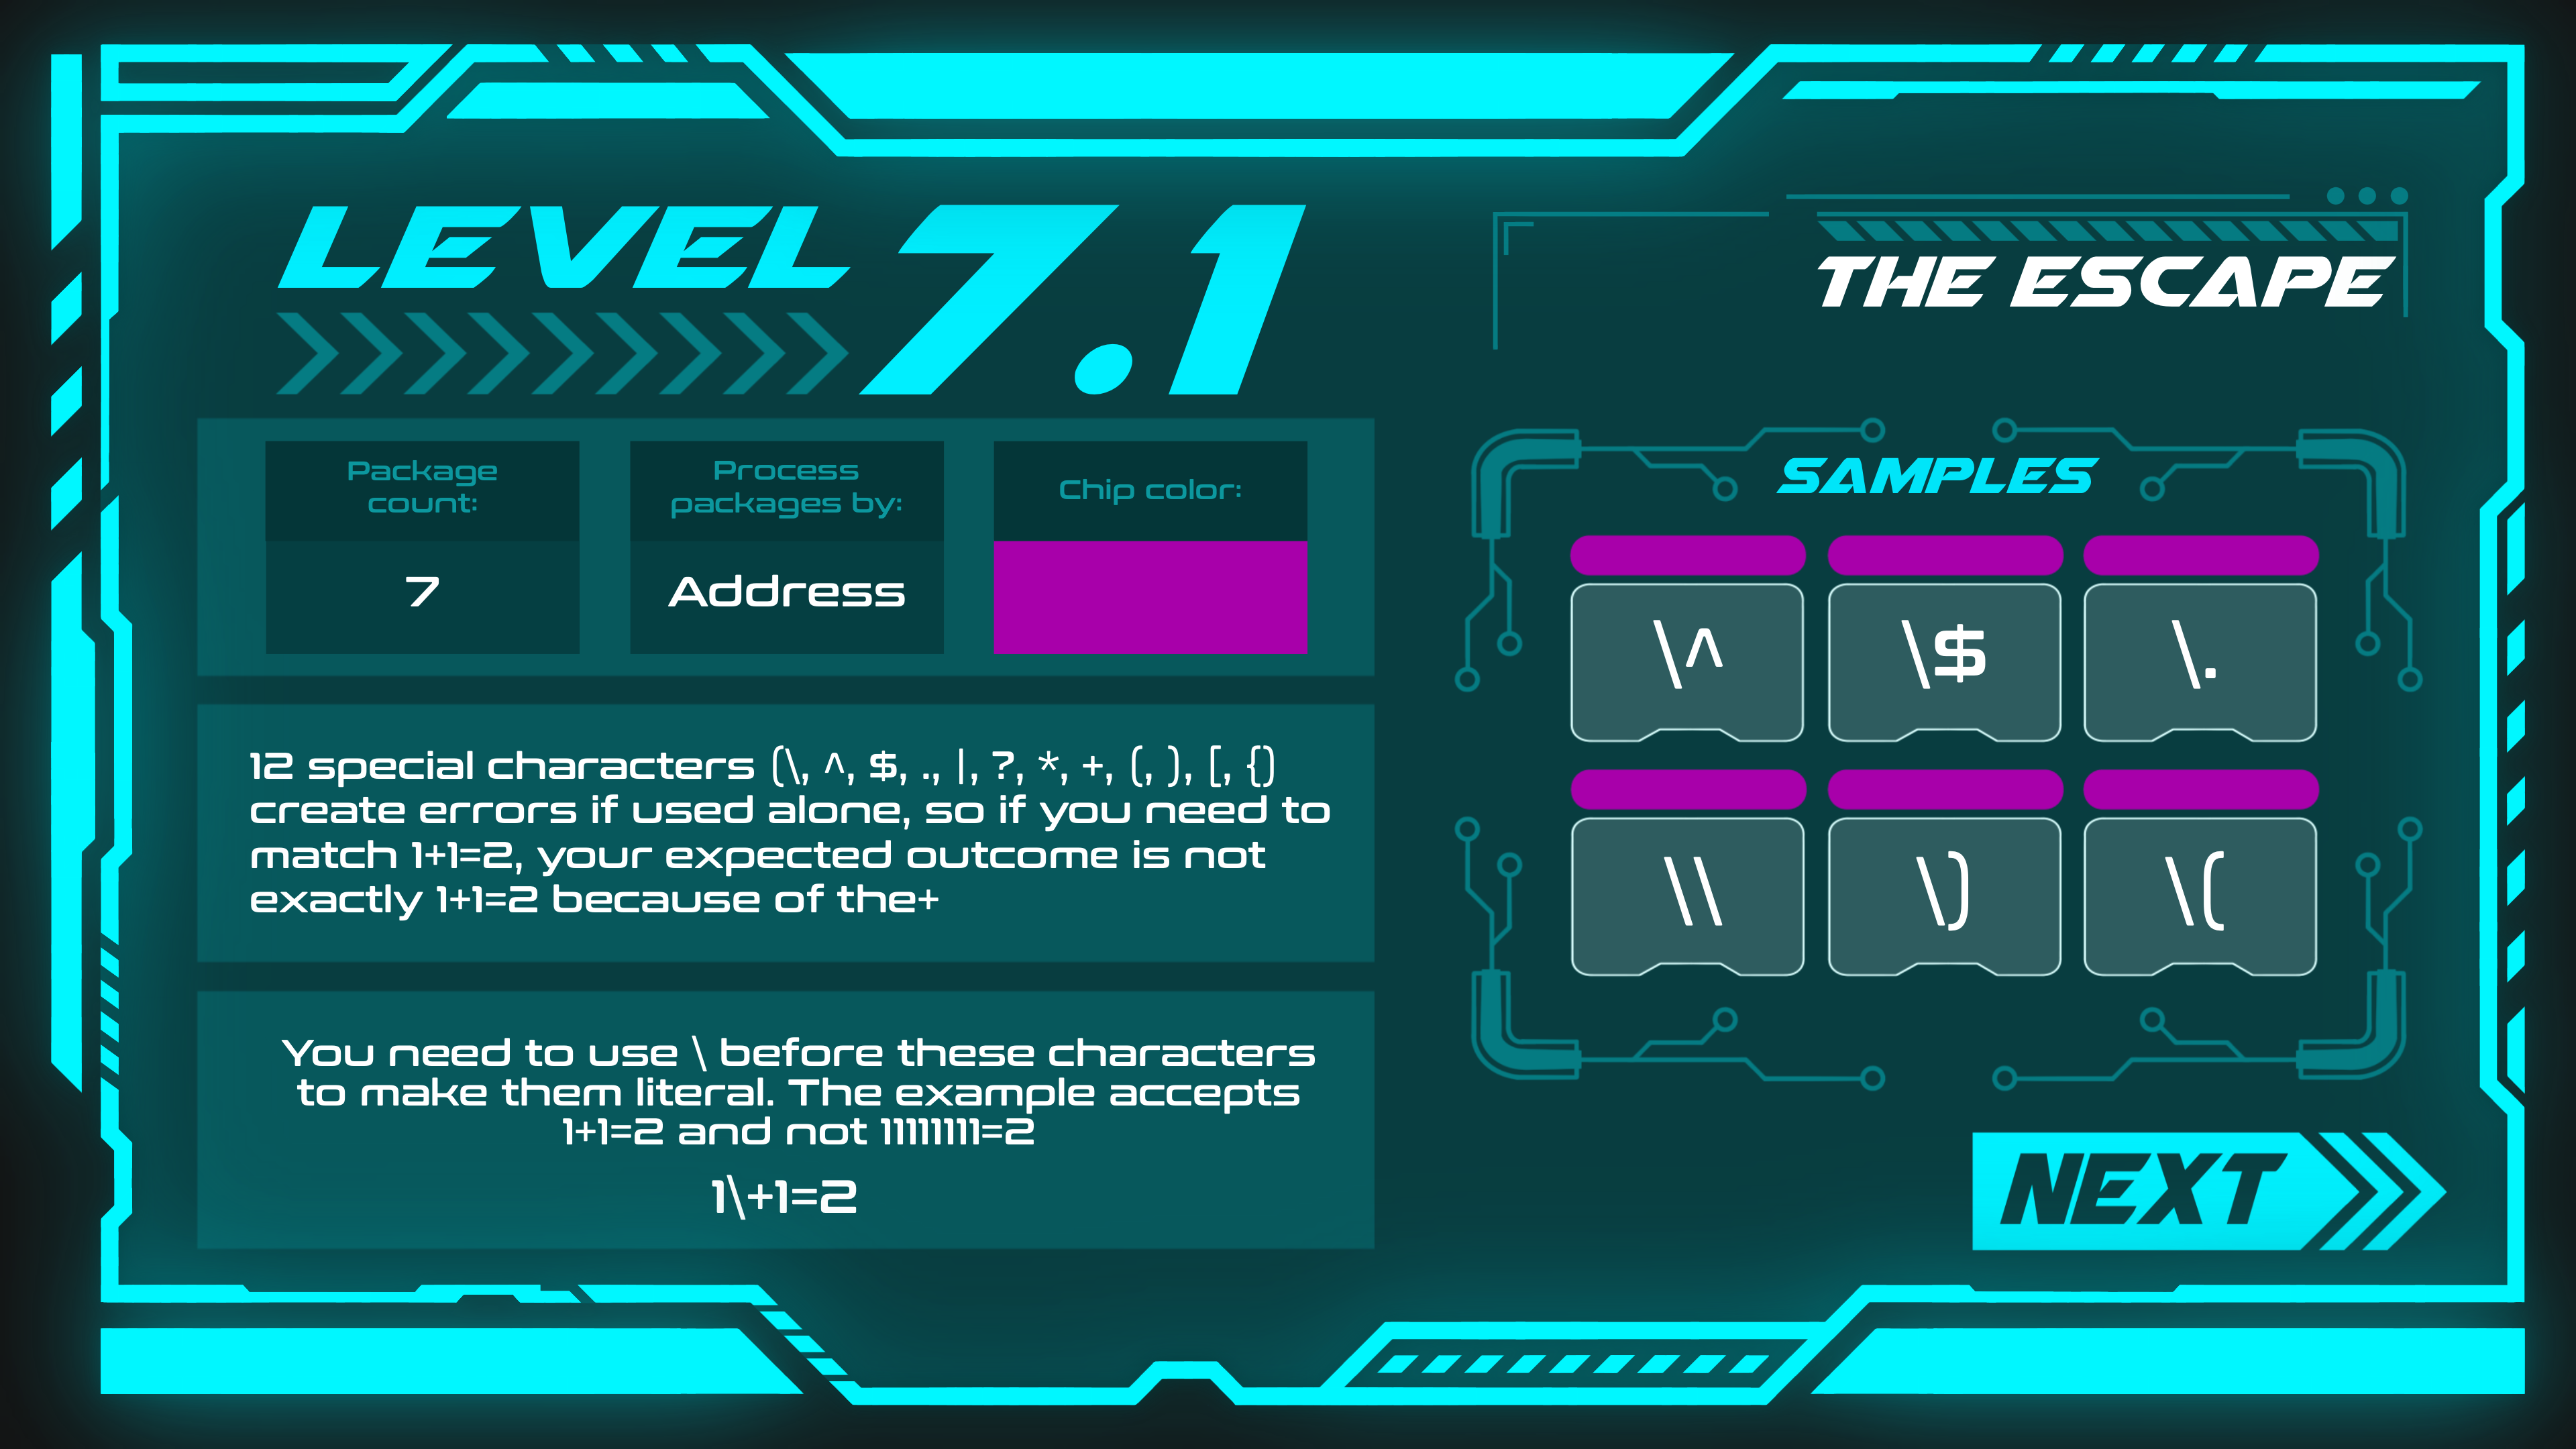 LEVEL 7.1
THE ESCAPE
Package
count:
7
Process
packages by:
Address
Chip color:
12 special characters (\, ^, $, ., |, ?, *, +, (, ), [, {)
create errors if used alone, so if you need to
match 1+1=2, your expected outcome is not
exactly 1+1=2 because of the+
You need to use \ before these characters
to make them literal. The example accepts
1+1=2 and not 11111111=2
1\+1=2
SAMPLES
\^ \$ \.
\\ \) \(
NEXT